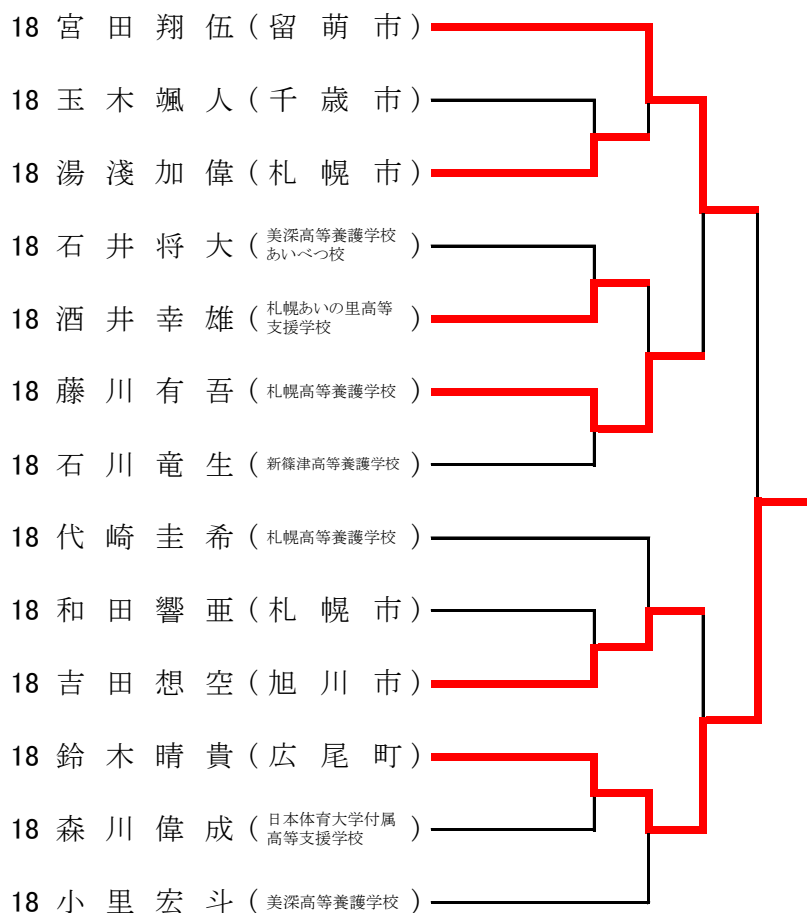 18 宮田翔伍(留萌市)
18 玉木颯人(千歳市)
18 湯淺加偉(札幌市)
18 石井将大(美深高等養護学校
あいべつ校)
18 酒井幸雄(札幌あいの里高等
支援学校)
18 藤川有吾(札幌高等養護学校)
18 石川竜生(新篠津高等養護学校)
18 代崎圭希(札幌高等養護学校)
18 和田響亜(札幌市)
18 吉田想空(旭川市)
18 鈴木晴貴(広尾町)
18 森川偉成(日本体育大学付属
高等支援学校)
18 小里宏斗(美深高等養護学校)